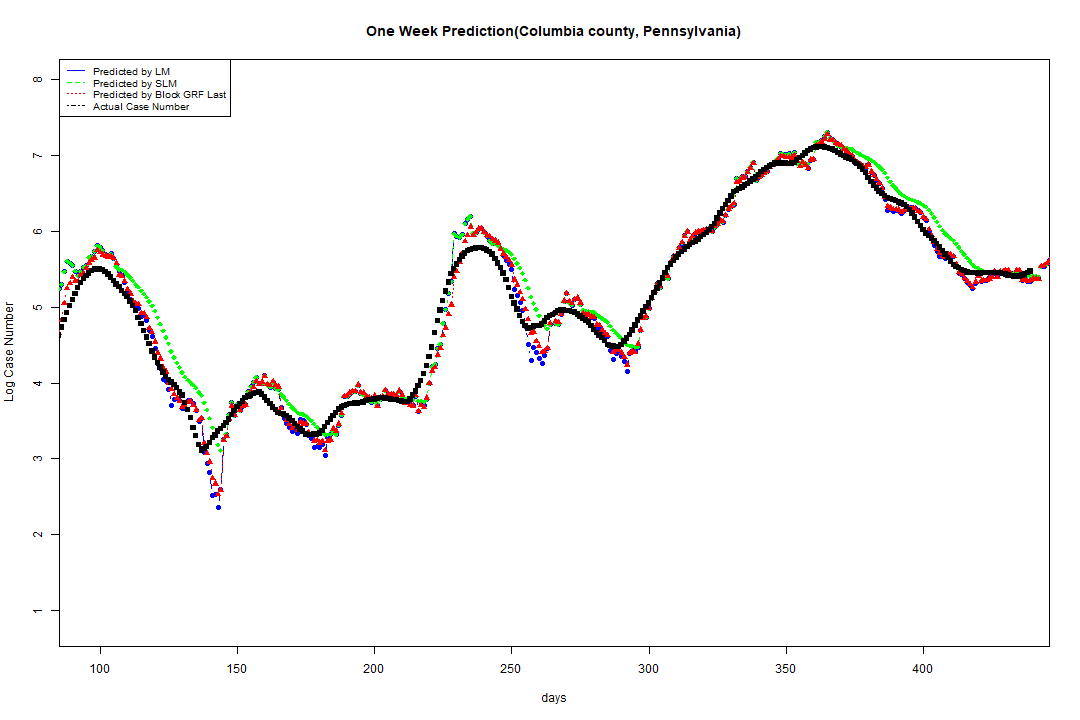 One Week Prediction(Columbia county, Pennsylvania)
Predicted by LM
Predicted by SLM
Predicted by Block GRF Last
Actual Case Number
Log Case Number
8
7
6
5
4
3
2
1
100 150 200 250 300 350 400
days